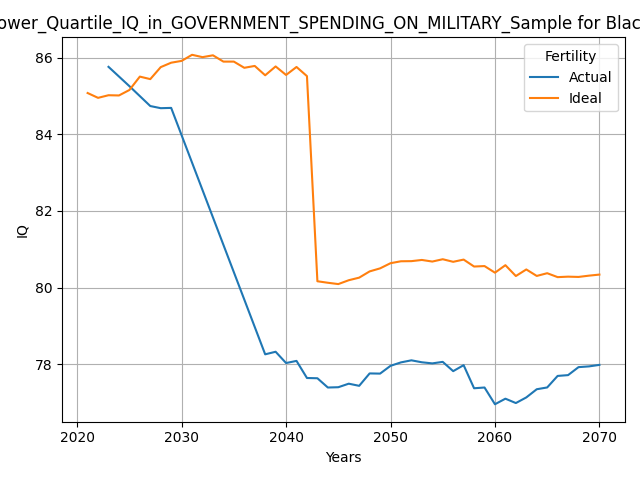 ower_Quartile_IQ_in_GOVERNMENT_SPENDING_ON_MILITARY_Sample for Blac
86
84
82
80
78
IQ
Fertility
Actual
Ideal
2020 2030 2040 2050 2060 2070
Years